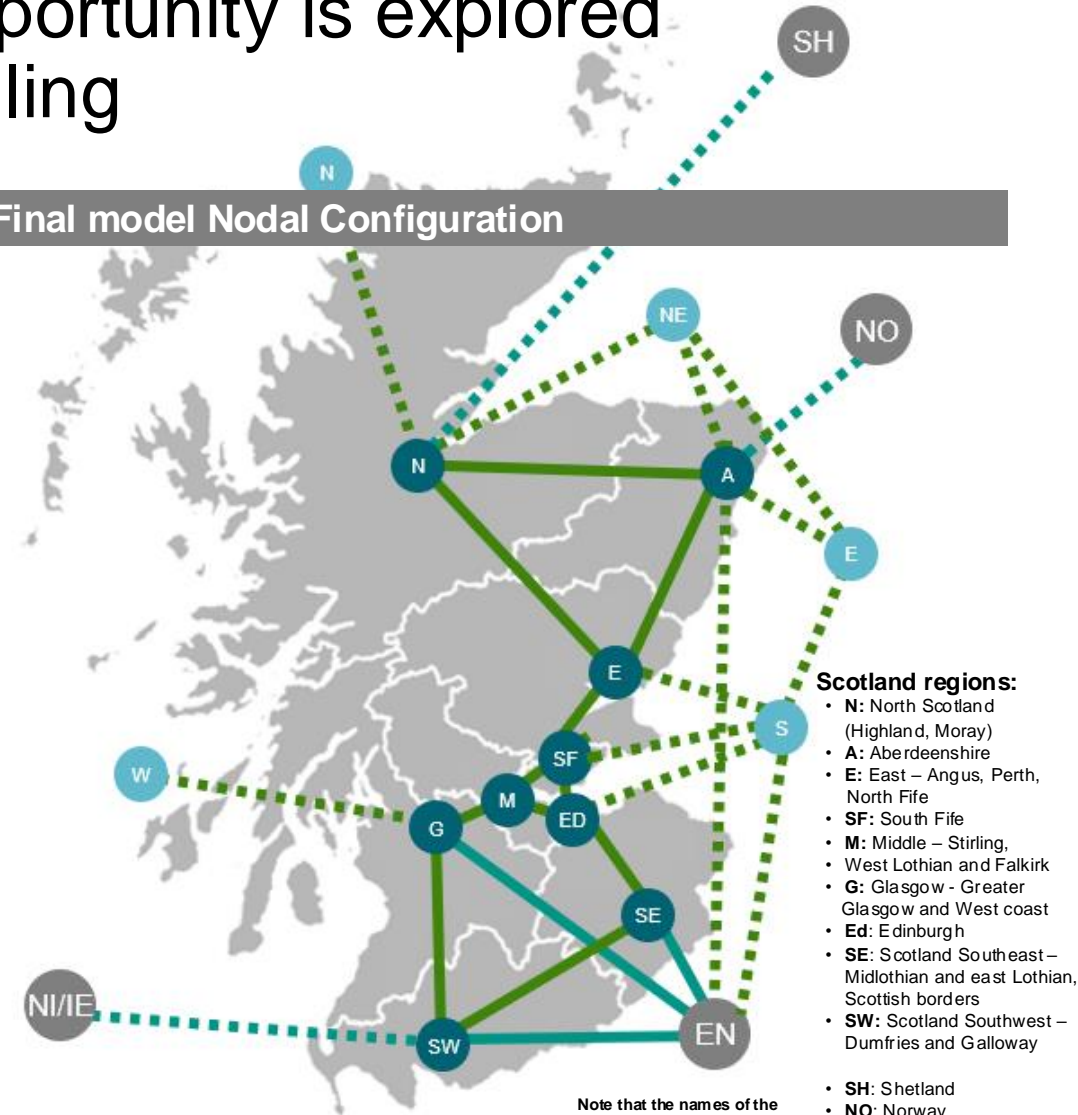 portunity is explored
ling
SH
N
Final model Nodal Configuration
NE
NO
N
A
E
E
Scotland regions:
• N: North Scotland
(Highland, Moray)
• A: Aberdeenshire
• E: East – Angus, Perth,
North Fife
• SF: South Fife
• M: Middle – Stirling,
• West Lothian and Falkirk
• G: Glasgow - Greater
Glasgow and West coast
• Ed: Edinburgh
• SE: Scotland Southeast –
Midlothian and east Lothian,
Scottish borders
• SW: Scotland Southwest –
Dumfries and Galloway
• SH: Shetland
• NO: Norway
S
SF
W
M
ED
G
SE
NI/IE
EN
SW
Note that the names of the